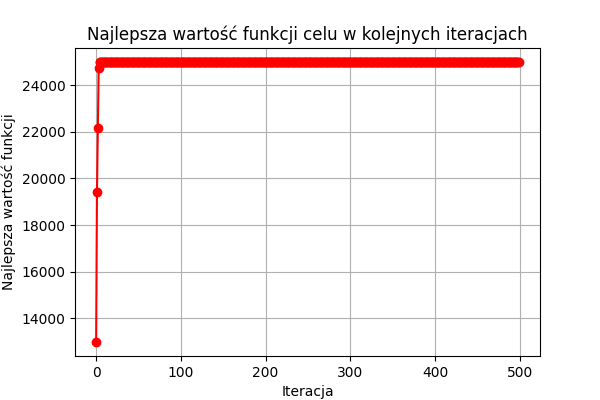 Najlepsza wartość funkcji celu w kolejnych iteracjach
Najlepsza wartość funkcji
24000
22000
20000
18000
16000
14000
0 100 200 300 400 500
Iteracja